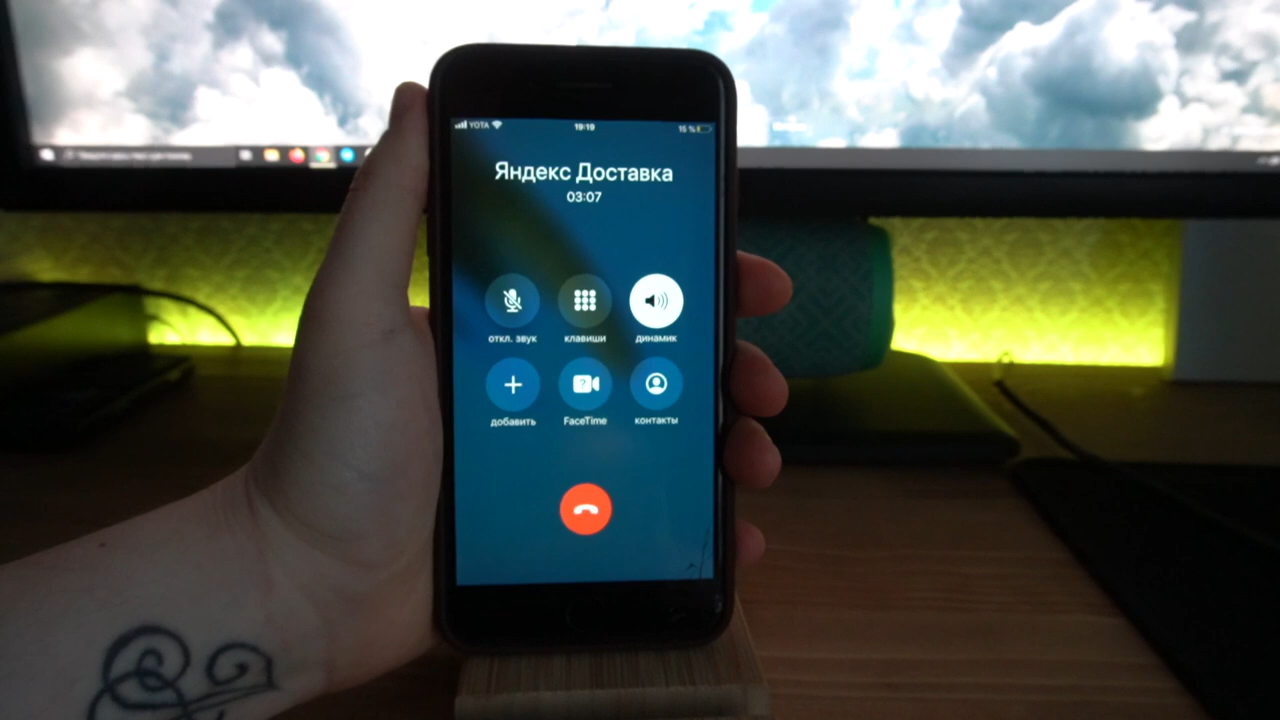 YOTA 19:19 15 %
Яндекс Доставка
03:07
откл. звук клавиши динамик
добавить FaceTime контакты